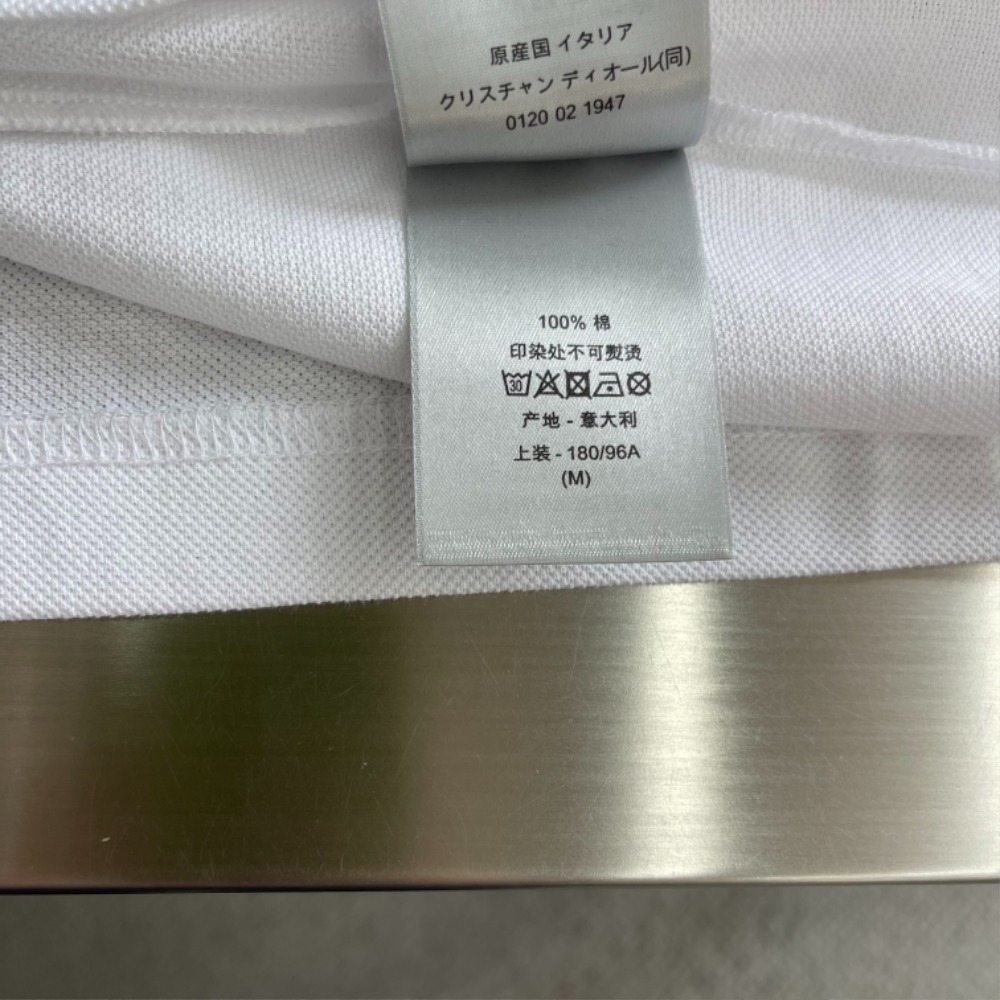 原産国 イタリア
クリスチャン ディオール(同)
0120 02 1947
100% 棉
印染处不可熨烫
30
产地 - 意大利
上装 - 180/96A
(M)